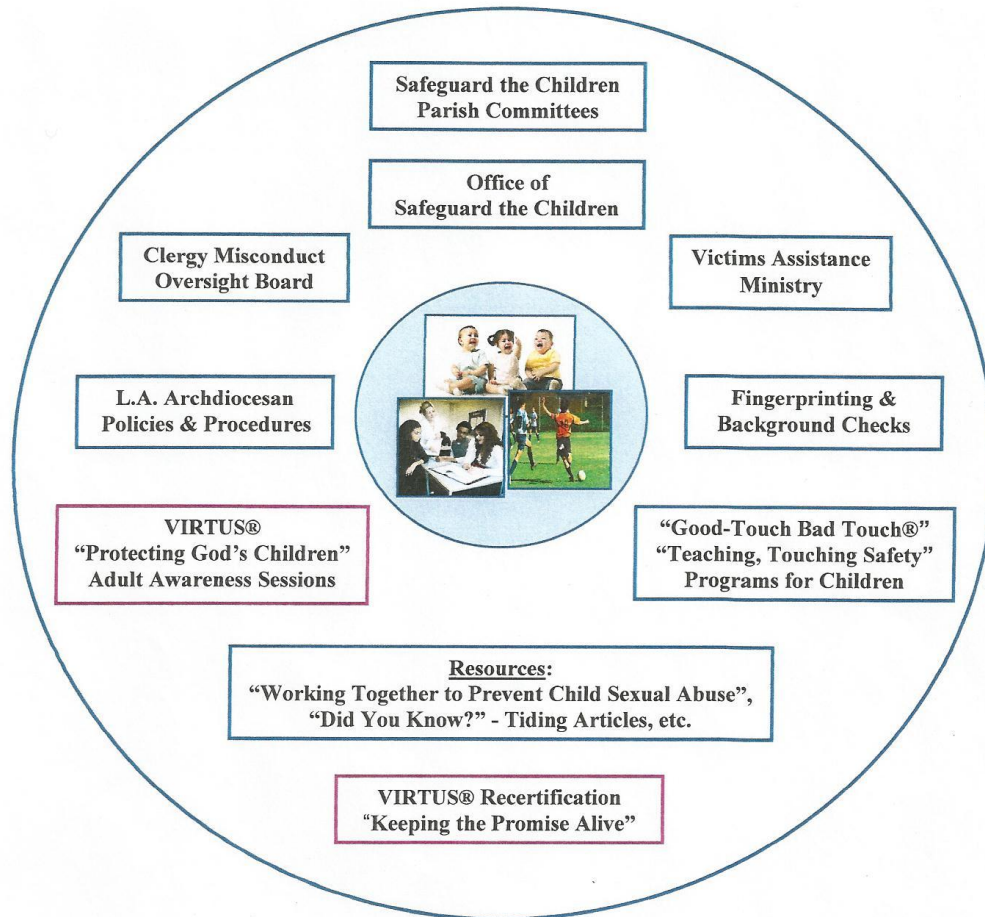 Safeguard the Children
Parish Committees
Office of
Safeguard the Children
Clergy Misconduct
Oversight Board
Victims Assistance
Ministry
L.A. Archdiocesan
Policies & Procedures
Fingerprinting &
Background Checks
VIRTUS®
“Protecting God’s Children”
Adult Awareness Sessions
“Good-Touch Bad Touch®”
“Teaching, Touching Safety”
Programs for Children
Resources:
“Working Together to Prevent Child Sexual Abuse”,
“Did You Know?” - Tiding Articles, etc.
VIRTUS® Recertification
“Keeping the Promise Alive”